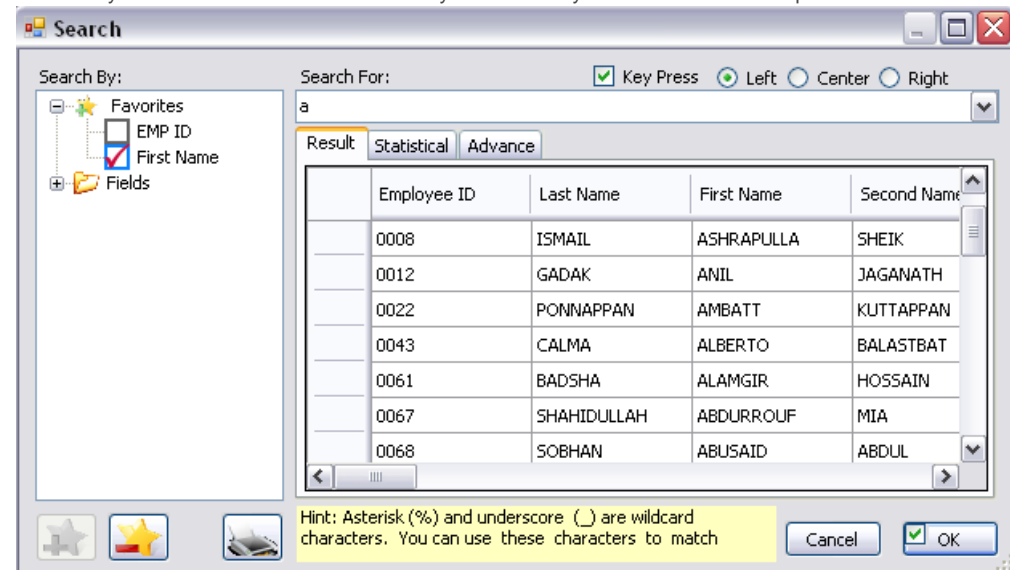 Search
Search By:
Favorites
EMP ID
First Name
Fields
Search For:
Key Press Left Center Right
a
Result Statistical Advance
Employee ID Last Name First Name Second Name
0008 ISMAIL ASHRAPULLA SHEIK
0012 GADAK ANIL JAGANATH
0022 PONNAPPAN AMBATT KUTTAPPAN
0043 CALMA ALBERTO BALASTBAT
0061 BADSHA ALAMGIR HOSSAIN
0067 SHAHIDULLAH ABDURROUF MIA
0068 SOBHAN ABUSAID ABDUL
Hint: Asterisk (%) and underscore (_) are wildcard
characters. You can use these characters to match
Cancel OK